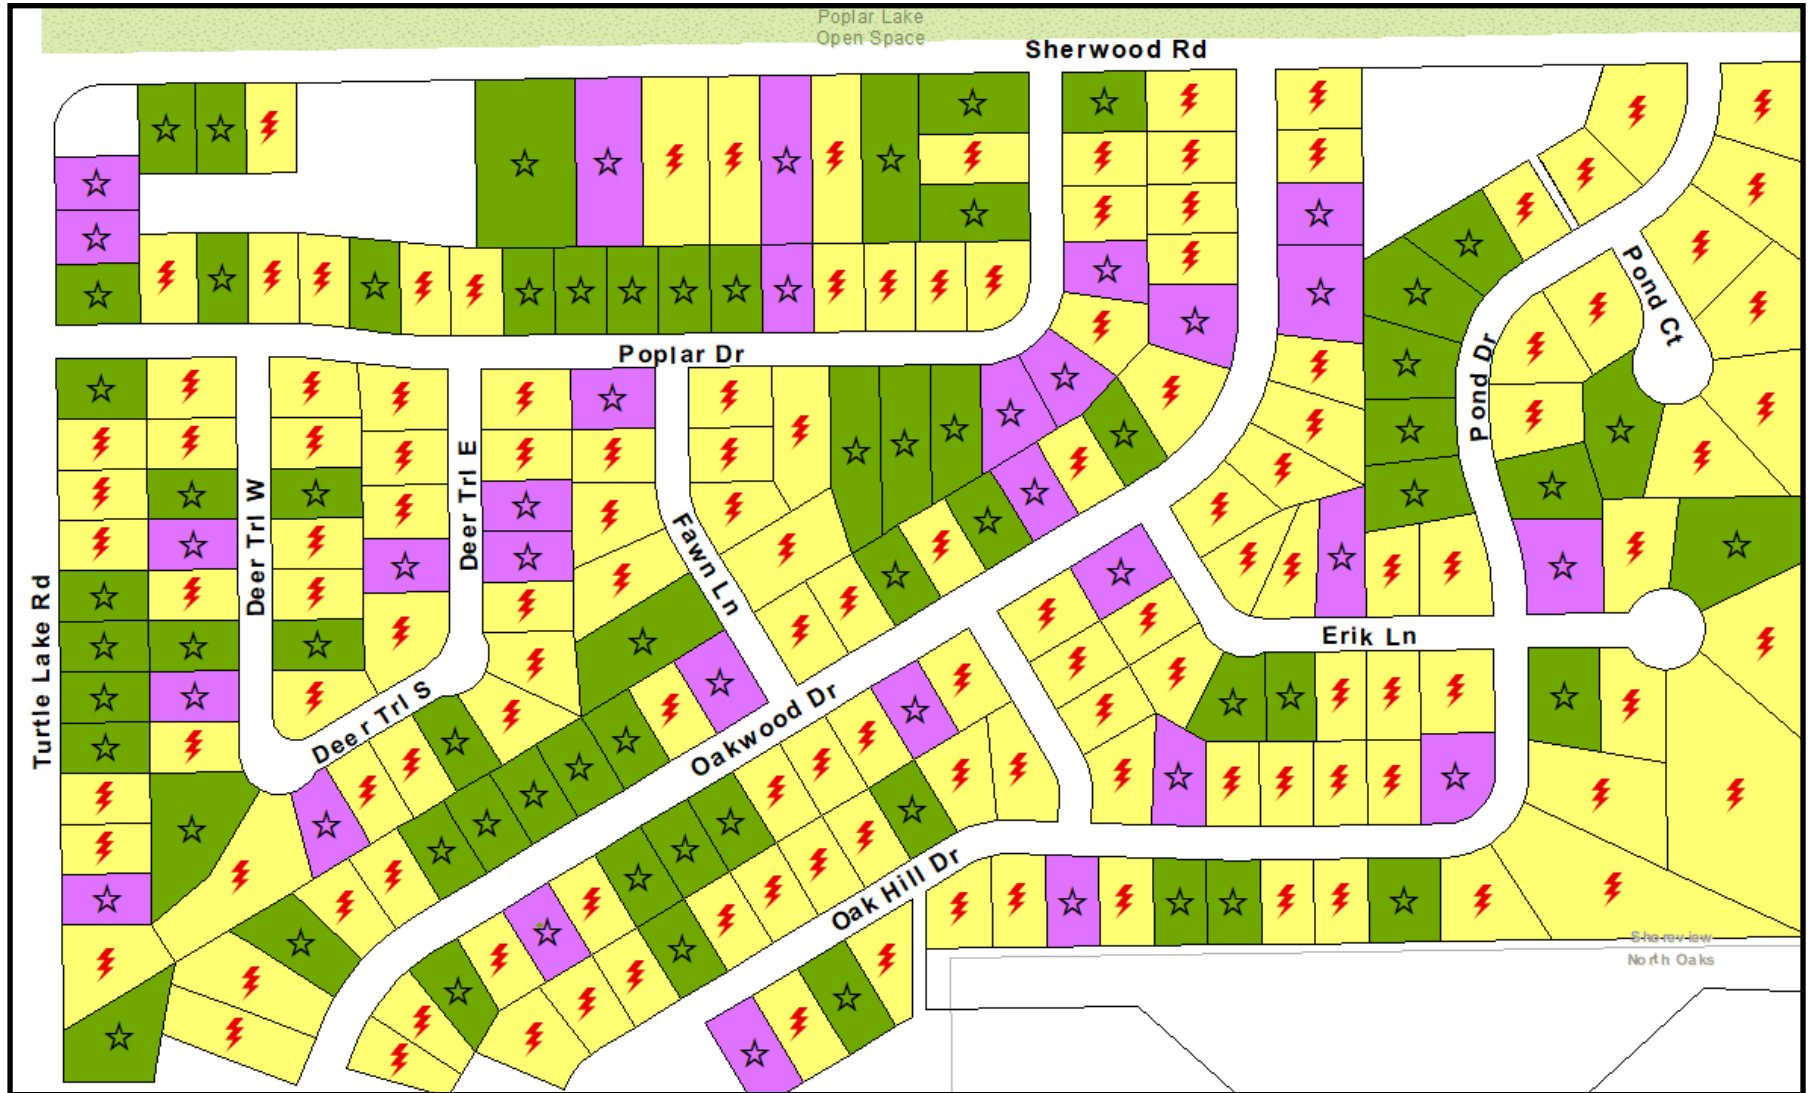 Poplar Lake
Open Space
Sherwood Rd
Pond Ct
Poplar Dr
Pond Dr
Deer Trl E
Deer Trl W
Fawn Ln
Turtle Lake Rd
Erik Ln
Deer Trl S
Oakwood Dr
Oak Hill Dr
Shoreview
North Oaks